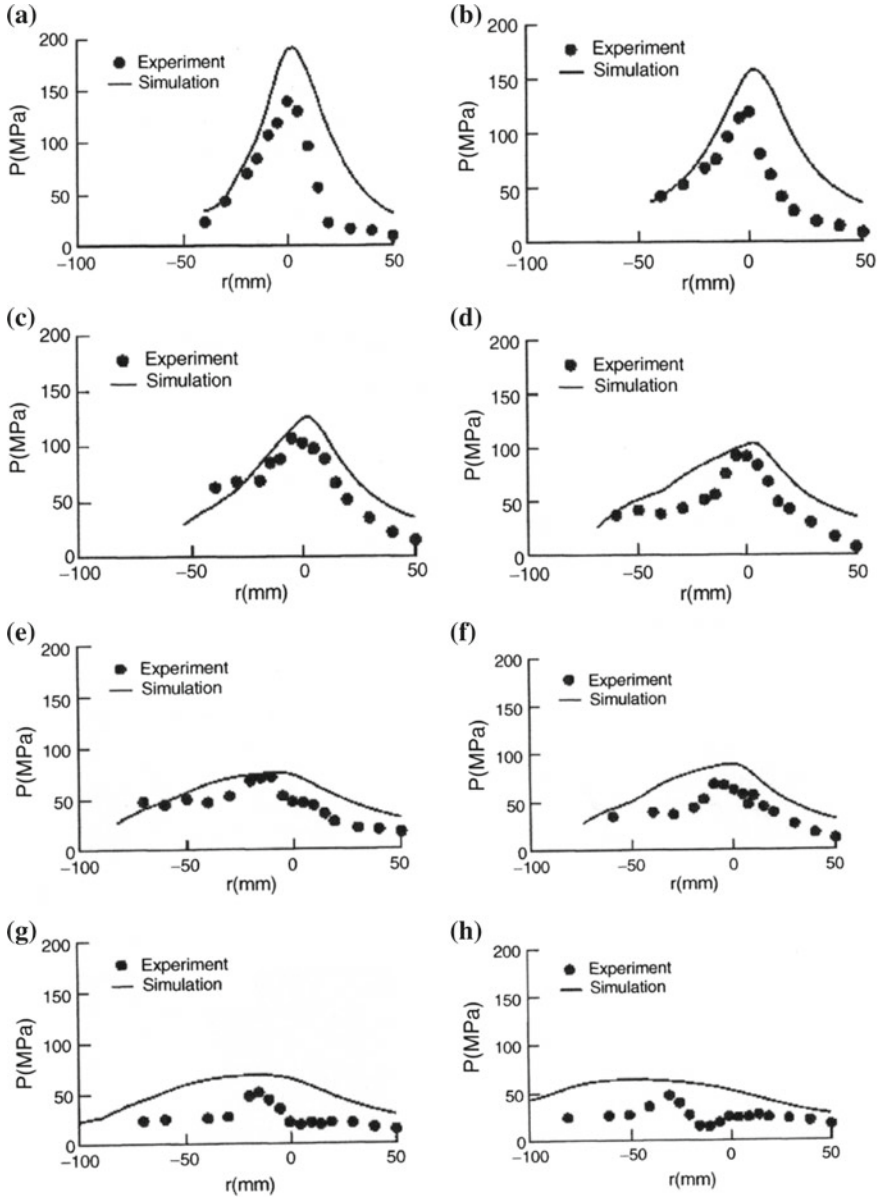 (a)
200
150
100
50
0
P(MPa)
Experiment
Simulation
−100
−50
0
50
r(mm)
(b)
200
150
100
50
0
P(MPa)
Experiment
Simulation
−100
−50
0
50
r(mm)
(c)
200
150
100
50
0
P(MPa)
Experiment
Simulation
−100
−50
0
50
r(mm)
(d)
200
150
100
50
0
P(MPa)
Experiment
Simulation
−100
−50
0
50
r(mm)
(e)
200
150
100
50
0
P(MPa)
Experiment
Simulation
−100
−50
0
50
r(mm)
(f)
200
150
100
50
0
P(MPa)
Experiment
Simulation
−100
−50
0
50
r(mm)
(g)
200
150
100
50
0
P(MPa)
Experiment
Simulation
−100
−50
0
50
r(mm)
(h)
200
150
100
50
0
P(MPa)
Experiment
Simulation
−100
−50
0
50
r(mm)